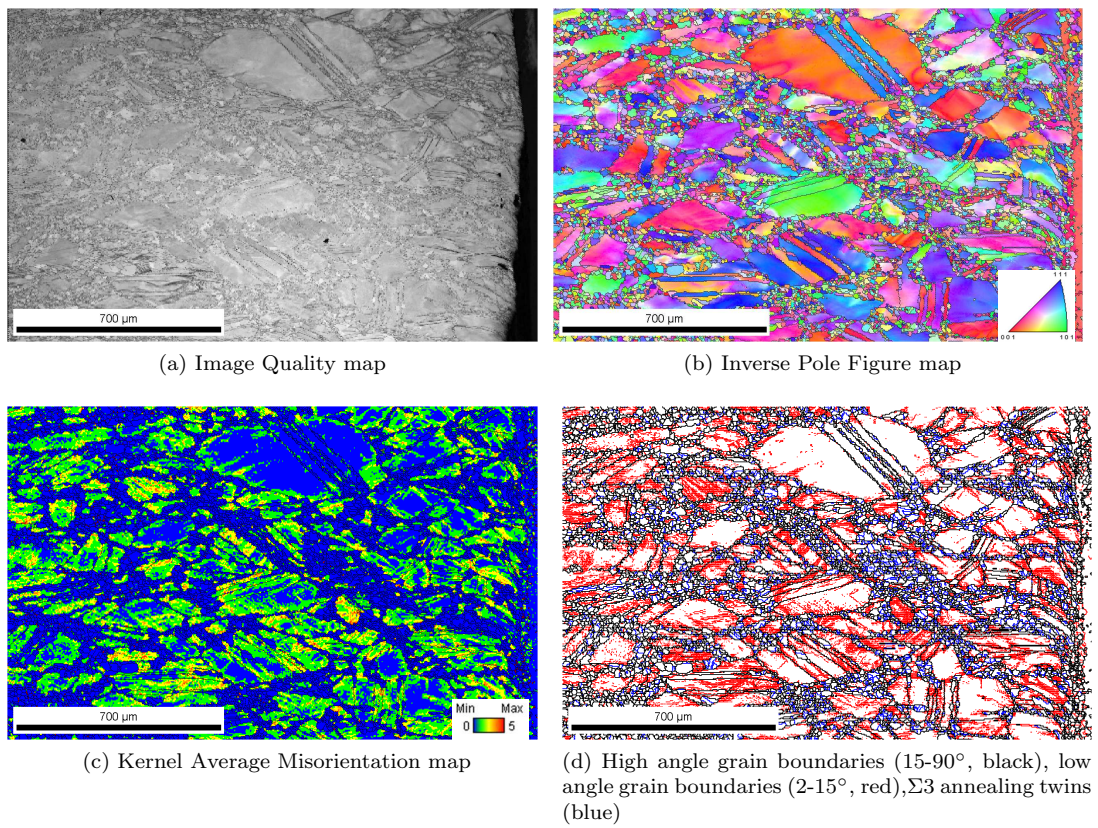 700 µm
700 µm
111
001
101
(a) Image Quality map
(b) Inverse Pole Figure map
700 µm
Min Max
0 5
700 µm
(c) Kernel Average Misorientation map
(d) High angle grain boundaries (15-90°, black), low
angle grain boundaries (2-15°, red),Σ3 annealing twins
(blue)